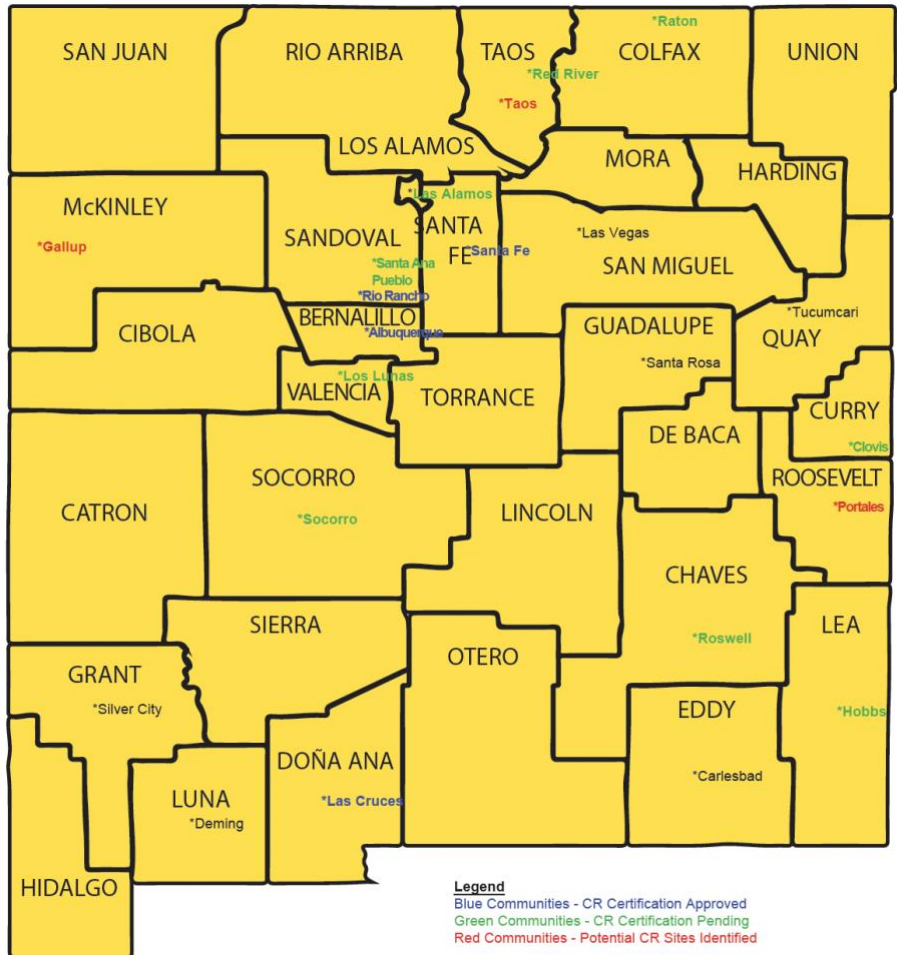 *Raton
SAN JUAN
RIO ARRIBA
TAOS
COLFAX
UNION
*Red River
*Taos
LOS ALAMOS
MORA
HARDING
*Las Alamos
McKINLEY
*Gallup
SANDOVAL
SANTA
FE
*Santa Fe
*Las Vegas
SAN MIGUEL
*Santa Ana
Pueblo
*Rio Rancho
BERNALILLO
*Albuquerque
CIBOLA
GUADALUPE
*Tucumcari
QUAY
*Santa Rosa
*Los Lunas
VALENCIA
TORRANCE
CURRY
*Clovis
DE BACA
SOCORRO
*Socorro
ROOSEVELT
*Portales
CATRON
LINCOLN
CHAVES
SIERRA
LEA
*Roswell
OTERO
GRANT
*Silver City
EDDY
*Hobbs
DOÑA ANA
*Las Cruces
*Carlesbad
LUNA
*Deming
HIDALGO
Legend
Blue Communities - CR Certification Approved
Green Communities - CR Certification Pending
Red Communities - Potential CR Sites Identified